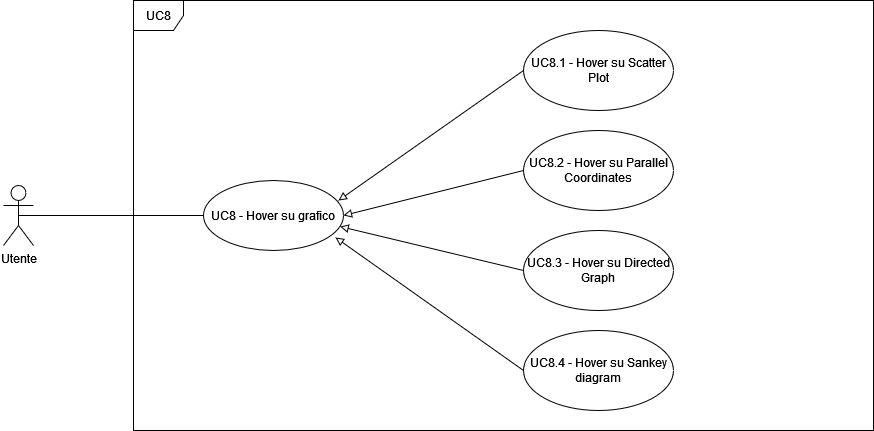 UC8
UC8.1 - Hover su Scatter
Plot
UC8.2 - Hover su Parallel
Coordinates
UC8 - Hover su grafico
Utente
UC8.3 - Hover su Directed
Graph
UC8.4 - Hover su Sankey
diagram